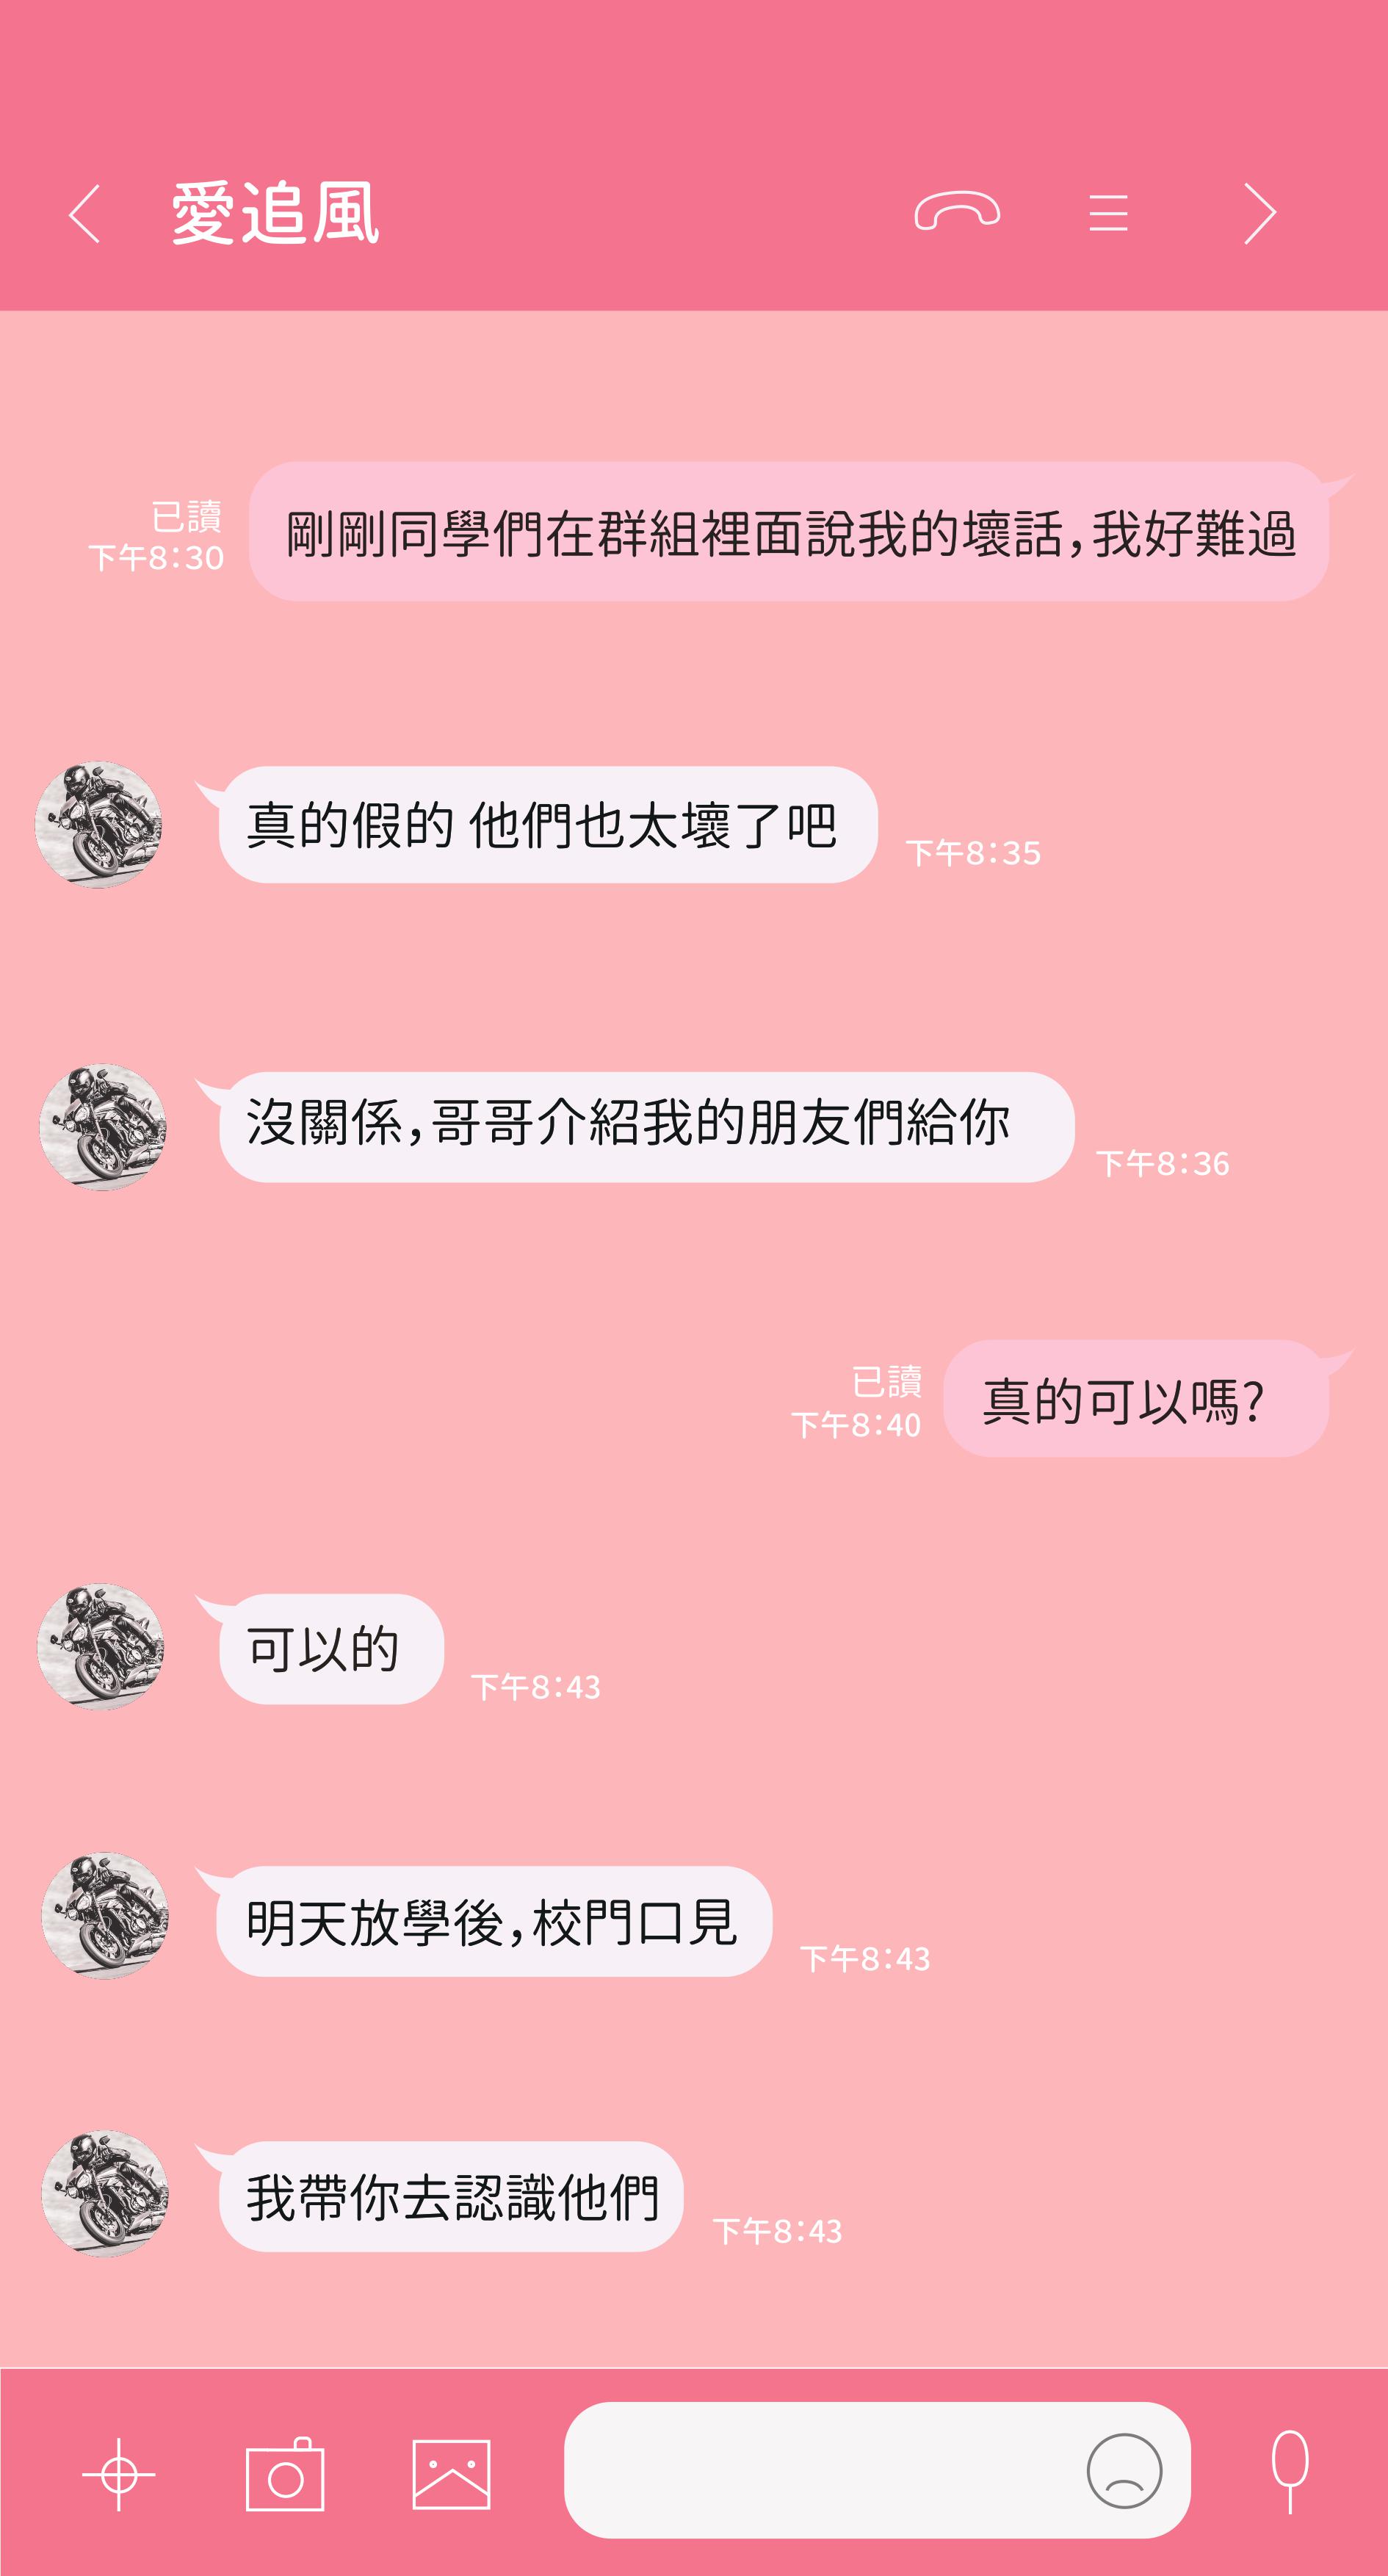 愛追風
已讀
下午8:30
剛剛同學們在群組裡面說我的壞話,我好難過
真的假的 他們也太壞了吧
下午8:35
沒關係,哥哥介紹我的朋友們給你
下午8:36
已讀
下午8:40
真的可以嗎?
可以的
下午8:43
明天放學後,校門口見
下午8:43
我帶你去認識他們
下午8:43